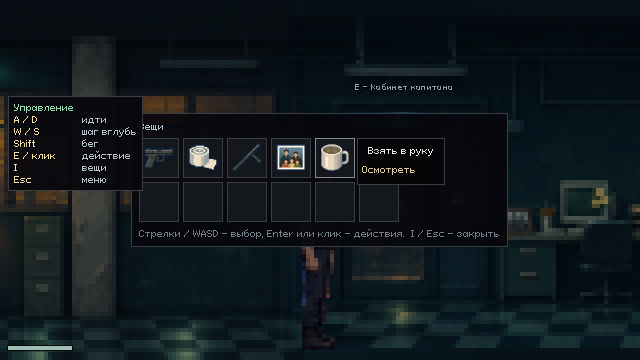 E – Кабинет капитана
Управление
A / D идти
W / S шаг вглубь
Shift бег
E / клик действие
I вещи
Esc меню
Вещи
Взять в руку
Осмотреть
Стрелки / WASD – выбор, Enter или клик – действия. I / Esc – закрыть